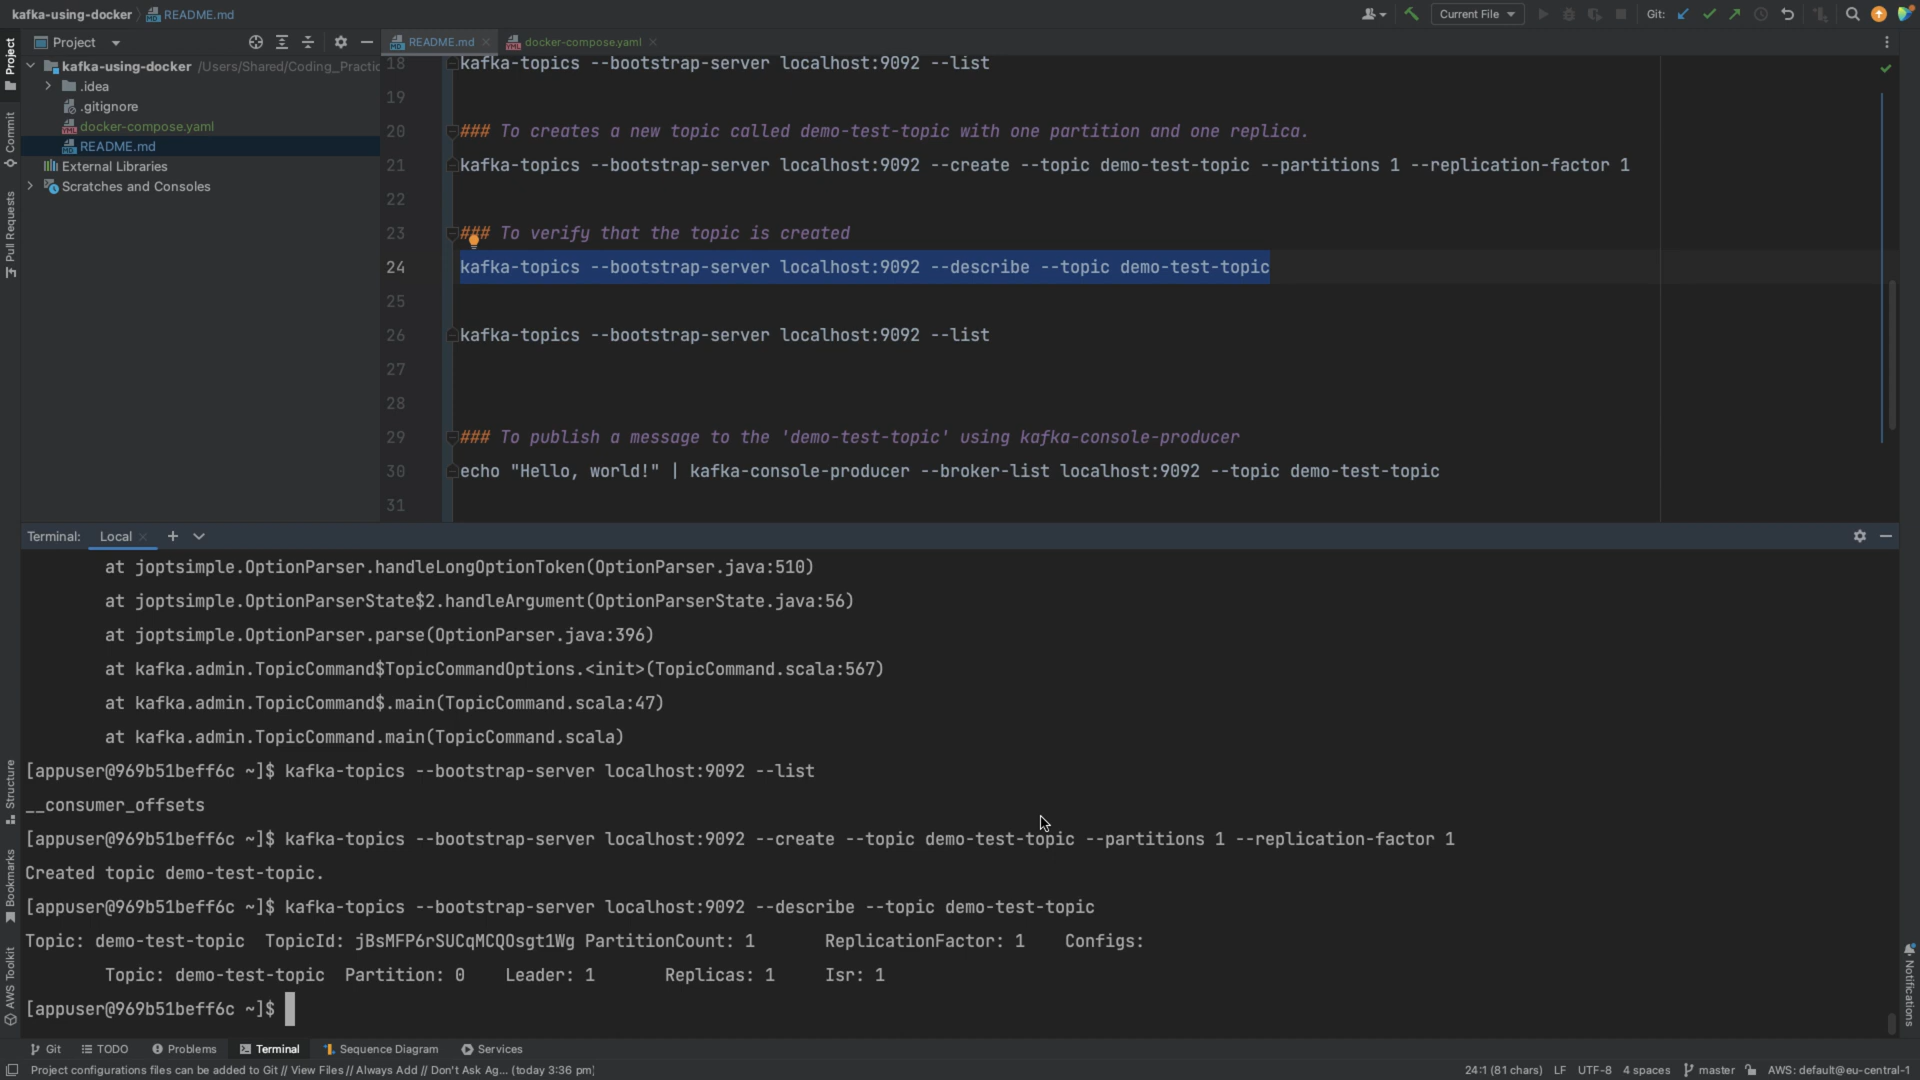 kafka-using-docker
README.md
Current File
Git:
Project
README.md
docker-compose.yaml
Project
Commit
Pull Requests
Structure
Bookmarks
AWS Toolkit
kafka-using-docker /Users/Shared/Coding_Practic
.idea
.gitignore
docker-compose.yaml
README.md
External Libraries
Scratches and Consoles
18 kafka-topics --bootstrap-server localhost:9092 --list
19
20 ### To creates a new topic called demo-test-topic with one partition and one replica.
21 kafka-topics --bootstrap-server localhost:9092 --create --topic demo-test-topic --partitions 1 --replication-factor 1
22
23 ### To verify that the topic is created
24 kafka-topics --bootstrap-server localhost:9092 --describe --topic demo-test-topic
25
26 kafka-topics --bootstrap-server localhost:9092 --list
27
28
29 ### To publish a message to the 'demo-test-topic' using kafka-console-producer
30 echo "Hello, world!" | kafka-console-producer --broker-list localhost:9092 --topic demo-test-topic
31
Terminal: Local
at joptsimple.OptionParser.handleLongOptionToken(OptionParser.java:510)
at joptsimple.OptionParserState$2.handleArgument(OptionParserState.java:56)
at joptsimple.OptionParser.parse(OptionParser.java:396)
at kafka.admin.TopicCommand$TopicCommandOptions.<init>(TopicCommand.scala:567)
at kafka.admin.TopicCommand$.main(TopicCommand.scala:47)
at kafka.admin.TopicCommand.main(TopicCommand.scala)
[appuser@969b51beff6c ~]$ kafka-topics --bootstrap-server localhost:9092 --list
__consumer_offsets
[appuser@969b51beff6c ~]$ kafka-topics --bootstrap-server localhost:9092 --create --topic demo-test-topic --partitions 1 --replication-factor 1
Created topic demo-test-topic.
[appuser@969b51beff6c ~]$ kafka-topics --bootstrap-server localhost:9092 --describe --topic demo-test-topic
Topic: demo-test-topic TopicId: jBsMFP6rSUCqMCQOsgt1Wg PartitionCount: 1 ReplicationFactor: 1 Configs:
Topic: demo-test-topic Partition: 0 Leader: 1 Replicas: 1 Isr: 1
[appuser@969b51beff6c ~]$
Notifications
Git TODO Problems Terminal Sequence Diagram Services
Project configurations files can be added to Git // View Files // Always Add // Don't Ask Ag... (today 3:36 pm)
24:1 (81 chars) LF UTF-8 4 spaces master AWS: default@eu-central-1